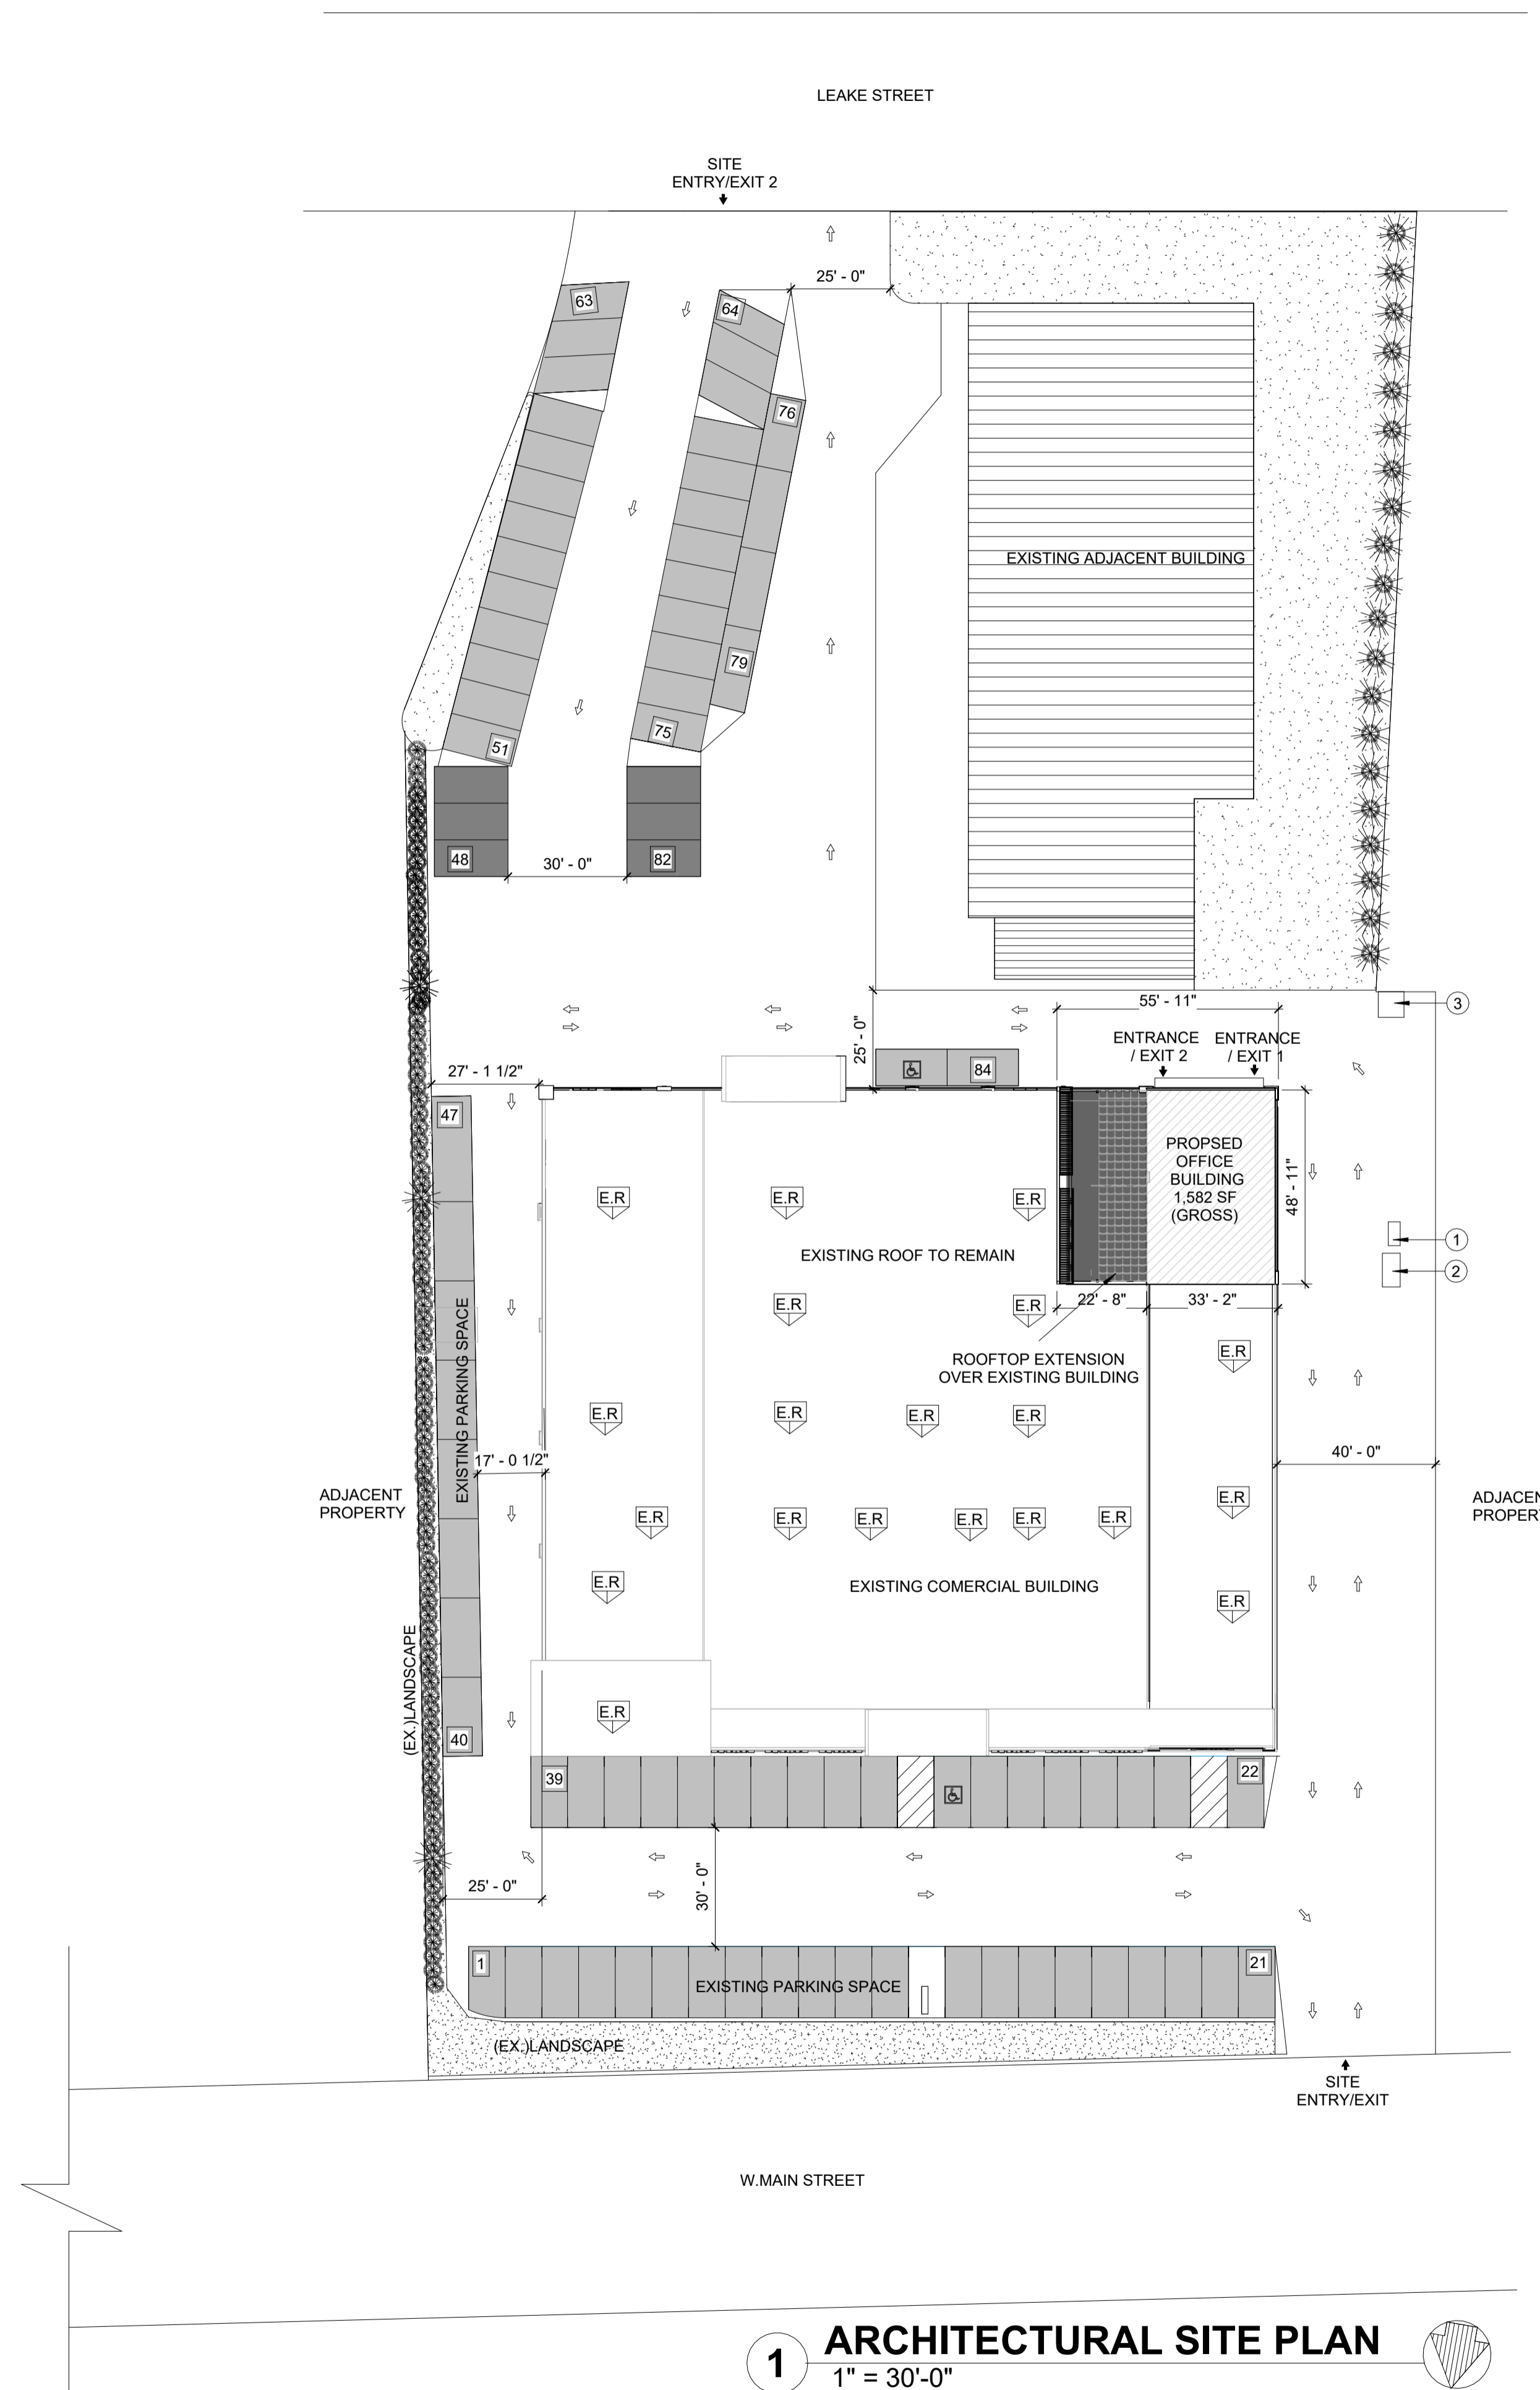 LEAKE STREET
SITE
ENTRY/EXIT 2
25' - 0"
63
64
76
EXISTING ADJACENT BUILDING
79
75
51
48
30' - 0"
82
3
55' - 11"
25' - 0"
ENTRANCE
/ EXIT 2
ENTRANCE
/ EXIT 1
27' - 1 1/2"
84
47
PROPSED
OFFICE
BUILDING
1,582 SF
(GROSS)
48' - 11"
E.R
E.R
E.R
1
EXISTING ROOF TO REMAIN
2
22' - 8"
33' - 2"
E.R
E.R
EXISTING PARKING SPACE
ROOFTOP EXTENSION
OVER EXISTING BUILDING
E.R
E.R
E.R
E.R
E.R
17' - 0 1/2"
40' - 0"
ADJACENT
PROPERTY
E.R
ADJACEN
PROPER
E.R
E.R
E.R
E.R
E.R
E.R
E.R
EXISTING COMERCIAL BUILDING
E.R
(EX.)LANDSCAPE
E.R
40
39
22
25' - 0"
30' - 0"
1
21
EXISTING PARKING SPACE
(EX.)LANDSCAPE
SITE
ENTRY/EXIT
W.MAIN STREET
1
ARCHITECTURAL SITE PLAN
1" = 30'-0"